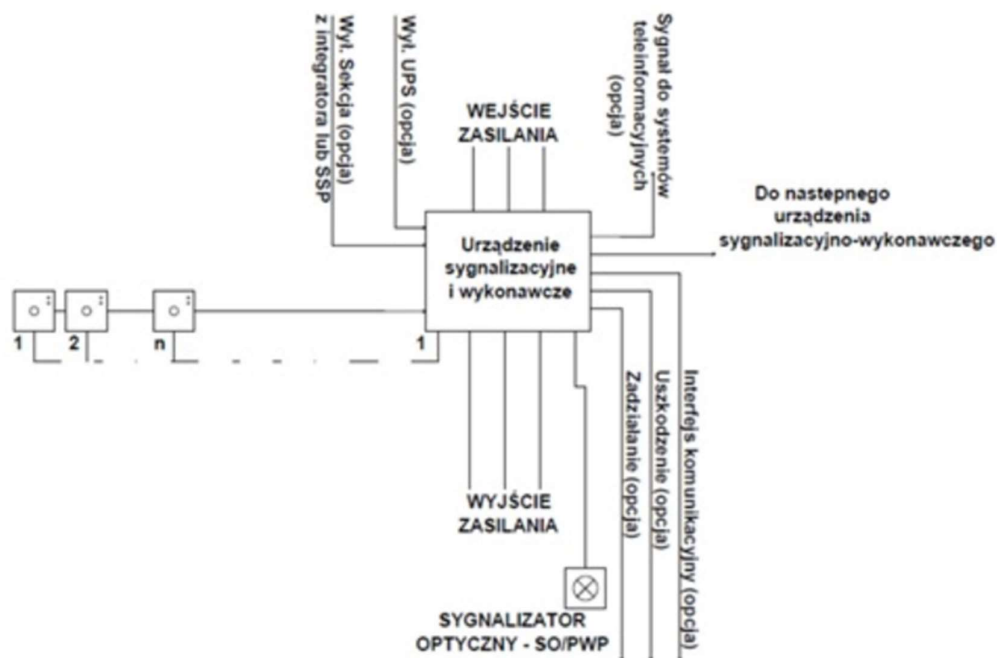 Wył. Sekcja (opcja)
z integratora lub SSP
Wył. UPS (opcja)
WEJŚCIE
ZASILANIA
Sygnał do systemów
teleinformacyjnych
(opcja)
Do nastepnego
urządzenia
sygnalizacyjno-wykonawczego
Urządzenie
sygnalizacyjne
i wykonawcze
1
2
n
1
Zadziałanie (opcja)
Uszkodzenie (opcja)
Interfejs komunikacyjny (opcja)
WYJŚCIE
ZASILANIA
SYGNALIZATOR
OPTYCZNY - SO/PWP